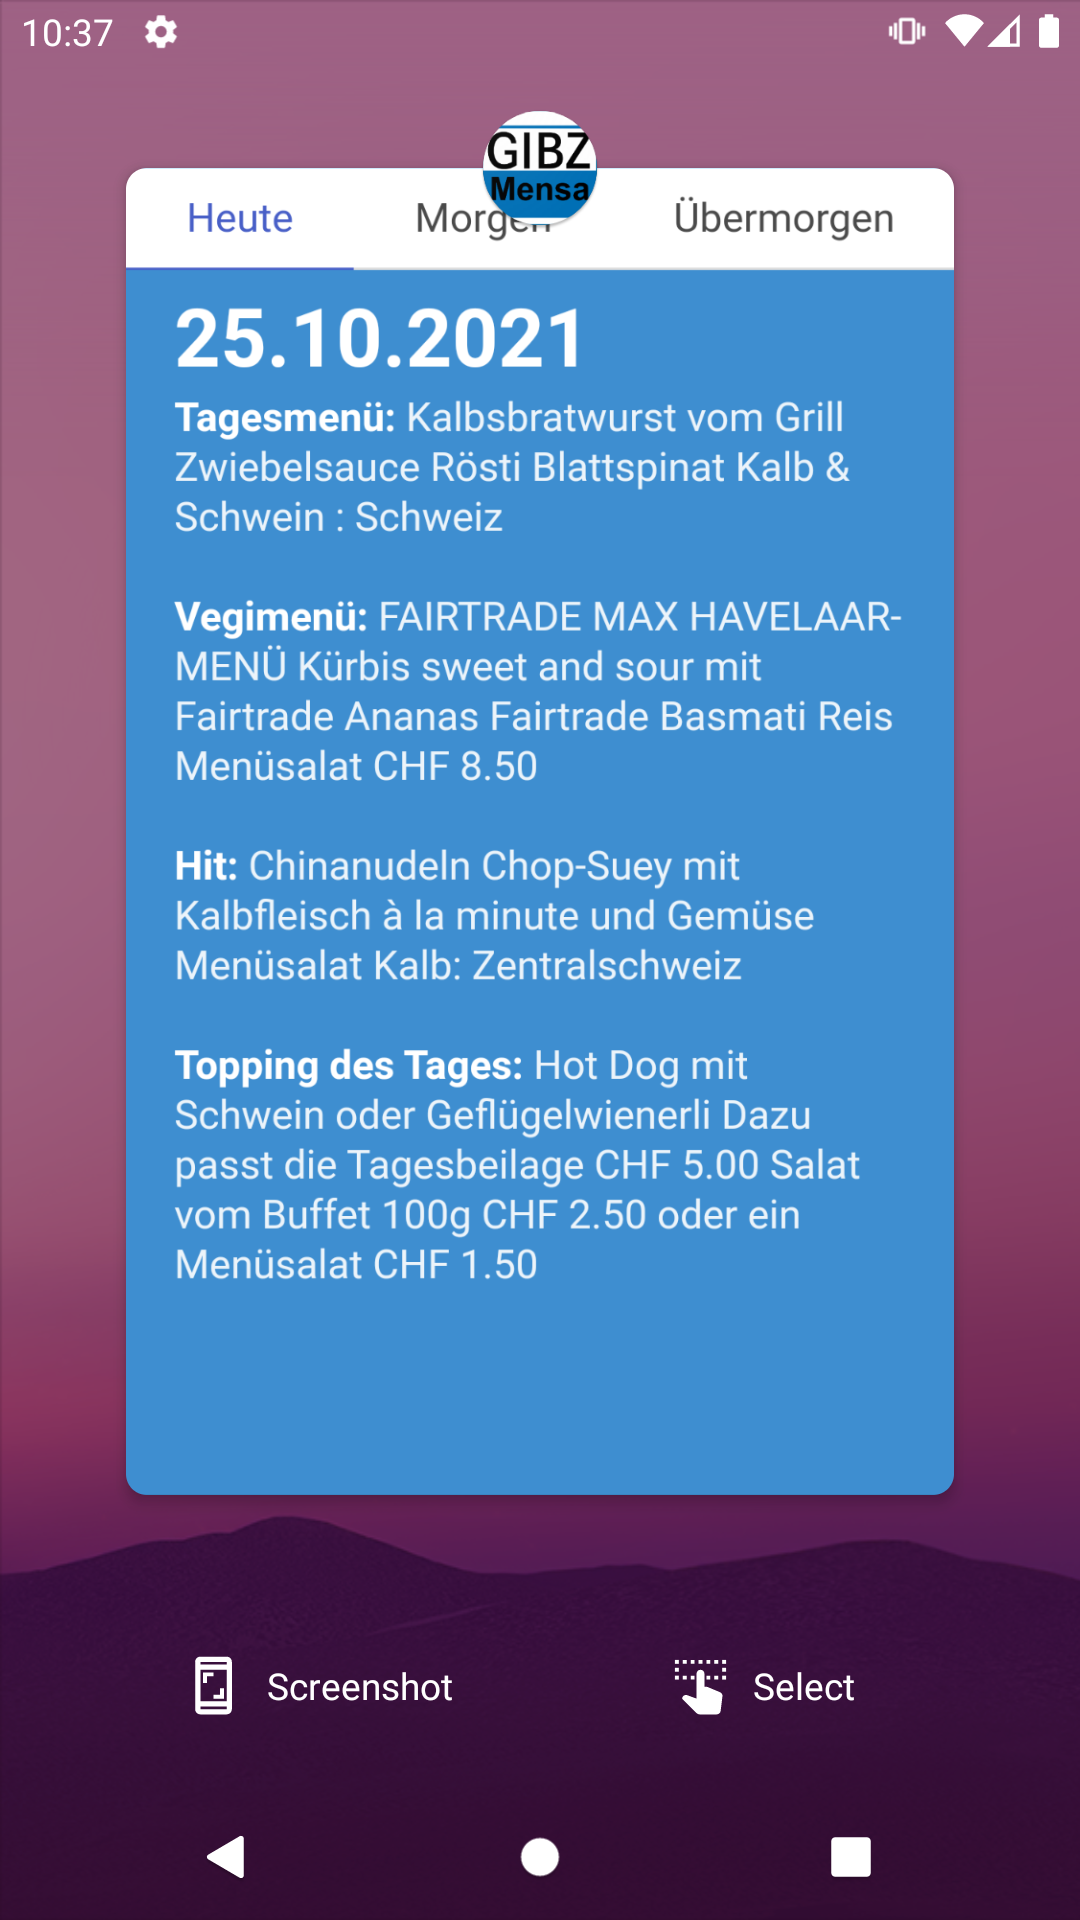 10:37
GIBZ
Mensa
Heute
Morgen
Übermorgen
25.10.2021
Tagesmenü: Kalbsbratwurst vom Grill
Zwiebelsauce Rösti Blattspinat Kalb &
Schwein : Schweiz
Vegimenü: FAIRTRADE MAX HAVELAAR-
MENÜ Kürbis sweet and sour mit
Fairtrade Ananas Fairtrade Basmati Reis
Menüsalat CHF 8.50
Hit: Chinanudeln Chop-Suey mit
Kalbfleisch à la minute und Gemüse
Menüsalat Kalb: Zentralschweiz
Topping des Tages: Hot Dog mit
Schwein oder Geflügelwienerli Dazu
passt die Tagesbeilage CHF 5.00 Salat
vom Buffet 100g CHF 2.50 oder ein
Menüsalat CHF 1.50
Screenshot
Select